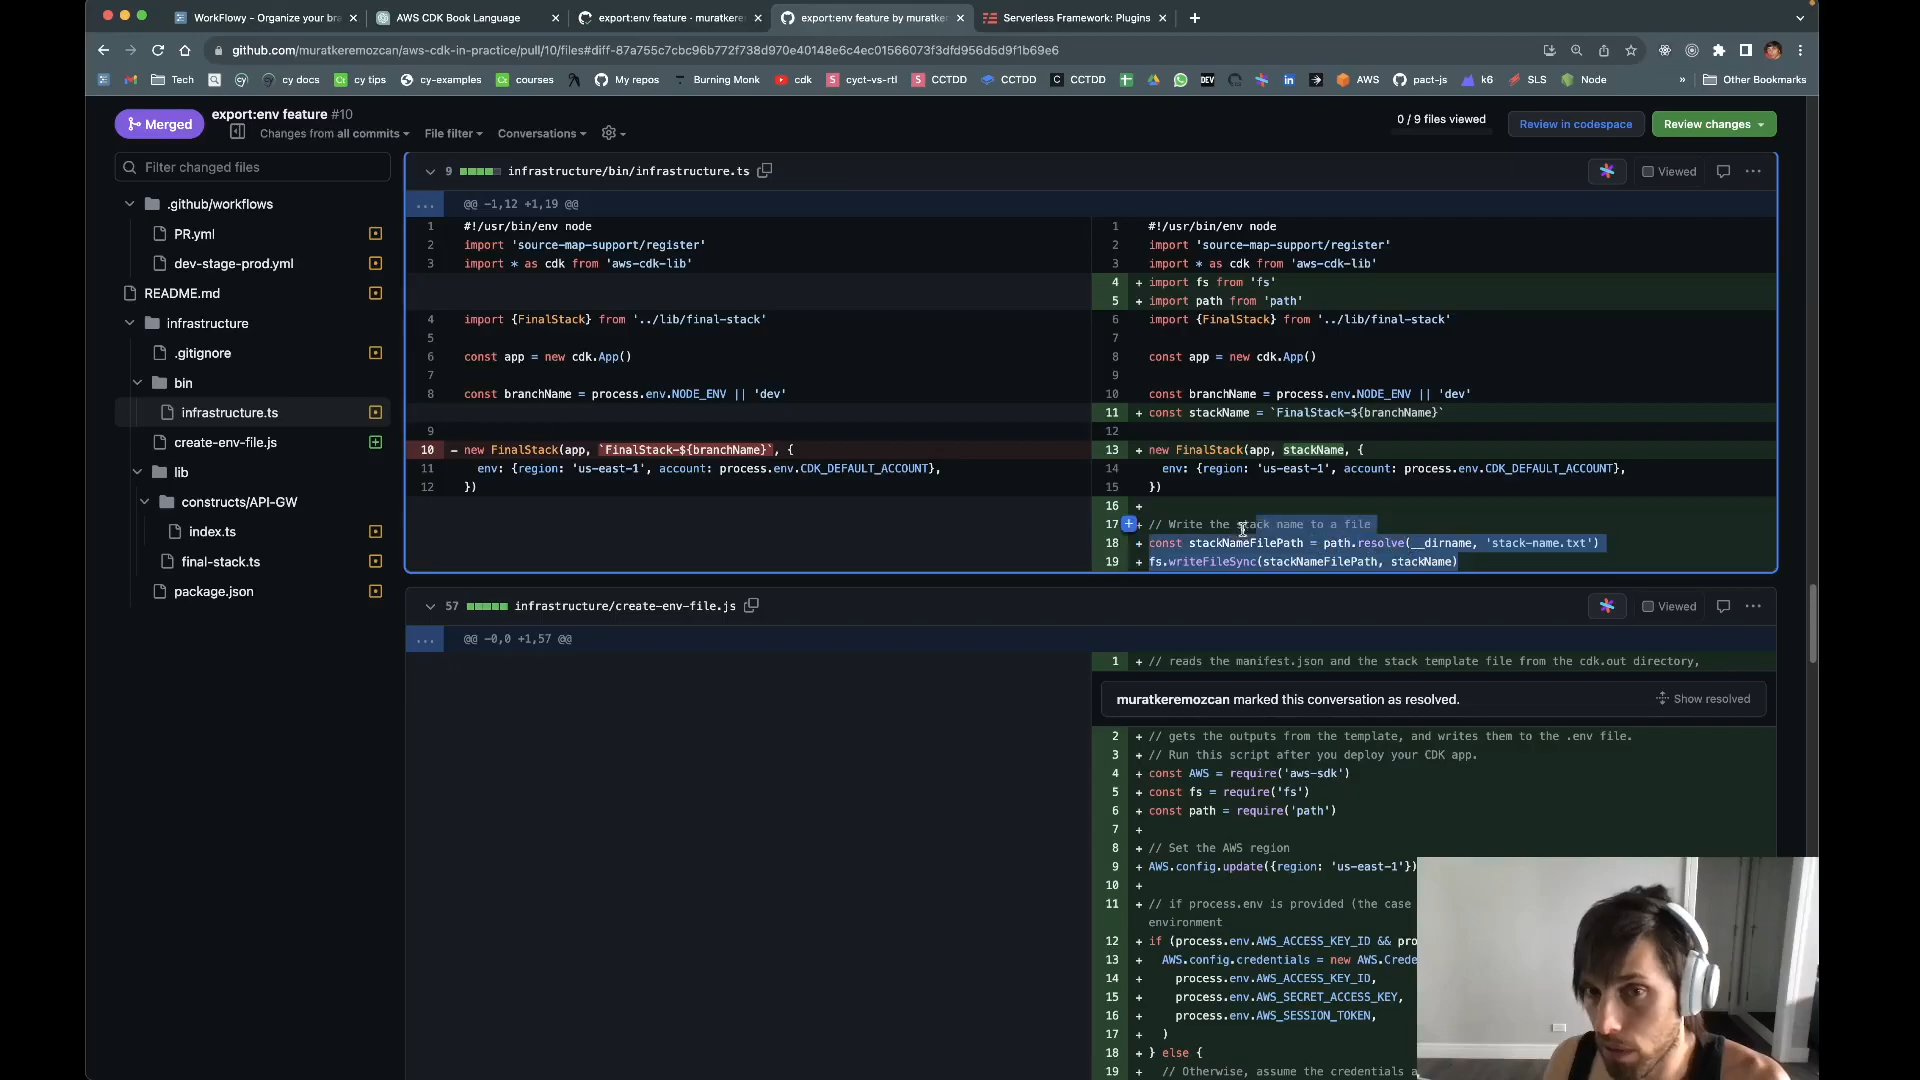 WorkFlowy - Organize your bra
AWS CDK Book Language
export:env feature - muratkere
export:env feature by muratke
Serverless Framework: Plugins
github.com/muratkeremozcan/aws-cdk-in-practice/pull/10/files#diff-87a755c7cbc96b772f738d970e40148e6c4ec01566073f3dfd956d5d9f1b69e6
Tech
cy docs
cy tips
cy-examples
courses
My repos
Burning Monk
cdk
cyct-vs-rtl
CCTDD
CCTDD
CCTDD
DEV
AWS
pact-js
k6
SLS
Node
»
Other Bookmarks
Merged
export:env feature #10
Changes from all commits
File filter
Conversations
0 / 9 files viewed
Review in codespace
Review changes
Filter changed files
.github/workflows
PR.yml
dev-stage-prod.yml
README.md
infrastructure
.gitignore
bin
infrastructure.ts
create-env-file.js
lib
constructs/API-GW
index.ts
final-stack.ts
package.json
9 infrastructure/bin/infrastructure.ts
Viewed
... @@ -1,12 +1,19 @@
1 #!/usr/bin/env node
2 import 'source-map-support/register'
3 import * as cdk from 'aws-cdk-lib'
4 import {FinalStack} from '../lib/final-stack'
5
6 const app = new cdk.App()
7
8 const branchName = process.env.NODE_ENV || 'dev'
9
10 - new FinalStack(app, `FinalStack-${branchName}`, {
11 env: {region: 'us-east-1', account: process.env.CDK_DEFAULT_ACCOUNT},
12 })
1 #!/usr/bin/env node
2 import 'source-map-support/register'
3 import * as cdk from 'aws-cdk-lib'
4 + import fs from 'fs'
5 + import path from 'path'
6 import {FinalStack} from '../lib/final-stack'
7
8 const app = new cdk.App()
9
10 const branchName = process.env.NODE_ENV || 'dev'
11 + const stackName = `FinalStack-${branchName}`
12
13 + new FinalStack(app, stackName, {
14 env: {region: 'us-east-1', account: process.env.CDK_DEFAULT_ACCOUNT},
15 })
16 +
17 + // Write the stack name to a file
18 + const stackNameFilePath = path.resolve(__dirname, 'stack-name.txt')
19 + fs.writeFileSync(stackNameFilePath, stackName)
57 infrastructure/create-env-file.js
Viewed
... @@ -0,0 +1,57 @@
1 + // reads the manifest.json and the stack template file from the cdk.out directory,
muratkeremozcan marked this conversation as resolved.
Show resolved
2 + // gets the outputs from the template, and writes them to the .env file.
3 + // Run this script after you deploy your CDK app.
4 + const AWS = require('aws-sdk')
5 + const fs = require('fs')
6 + const path = require('path')
7 +
8 + // Set the AWS region
9 + AWS.config.update({region: 'us-east-1'})
10 +
11 + // if process.env is provided (the case
environment
12 + if (process.env.AWS_ACCESS_KEY_ID && pro
13 + AWS.config.credentials = new AWS.Crede
14 + process.env.AWS_ACCESS_KEY_ID,
15 + process.env.AWS_SECRET_ACCESS_KEY,
16 + process.env.AWS_SESSION_TOKEN,
17 + )
18 + } else {
19 + // Otherwise, assume the credentials a